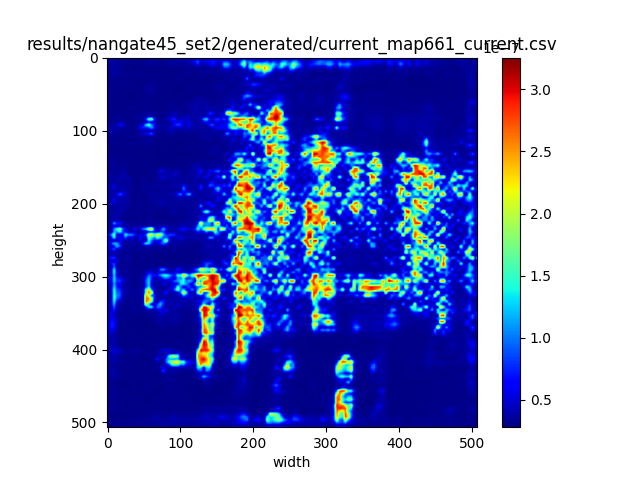 results/nangate45_set2/generated/current_map661_current.csv
1e−7
0
100
200
300
400
500
height
0 100 200 300 400 500
width
3.0
2.5
2.0
1.5
1.0
0.5